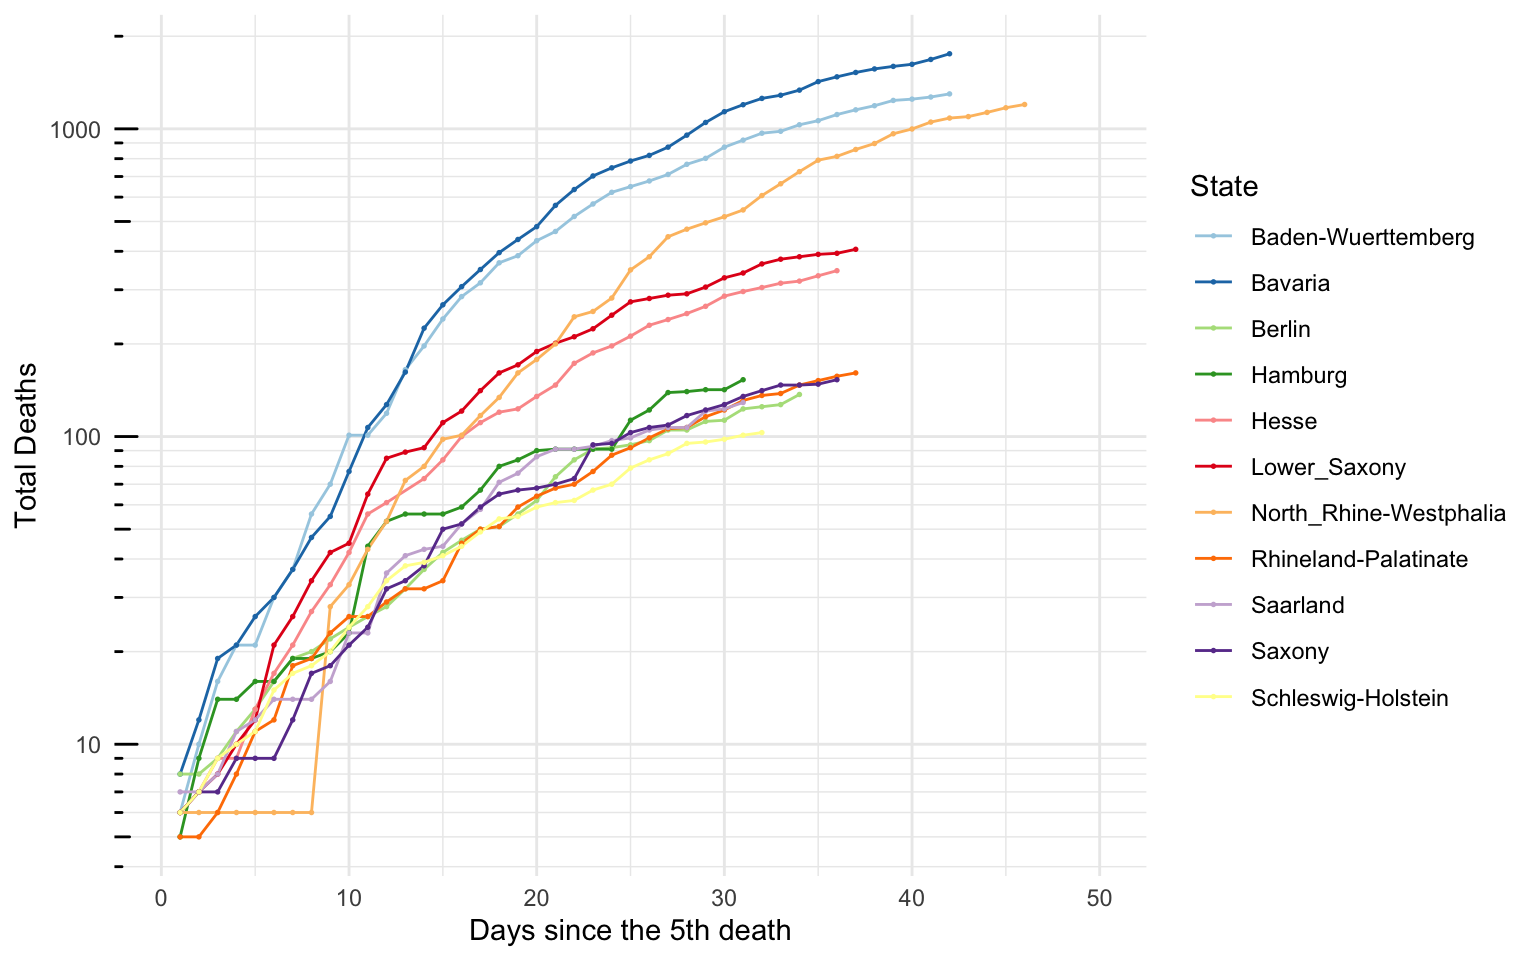 Total Deaths
1000
100
10
0 10 20 30 40 50
Days since the 5th death
State
Baden-Wuerttemberg
Bavaria
Berlin
Hamburg
Hesse
Lower_Saxony
North_Rhine-Westphalia
Rhineland-Palatinate
Saarland
Saxony
Schleswig-Holstein